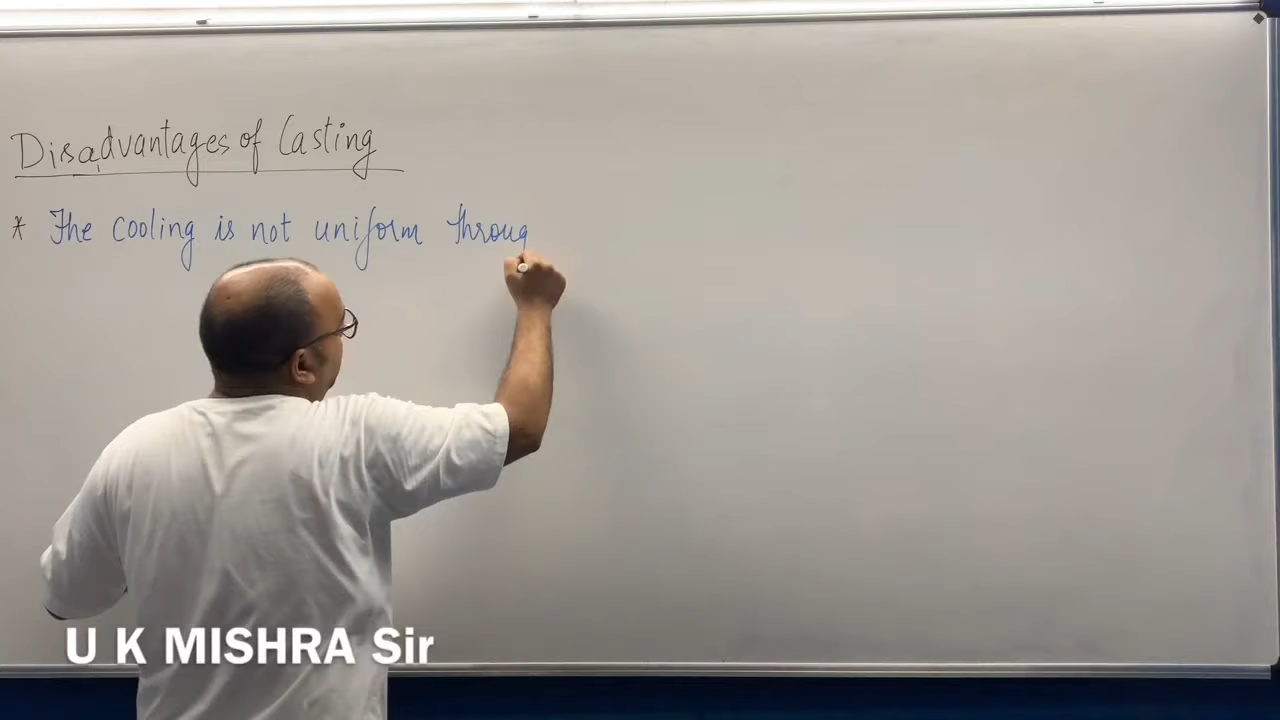 Disadvantages of Casting
* The cooling is not uniform throug
U K MISHRA Sir